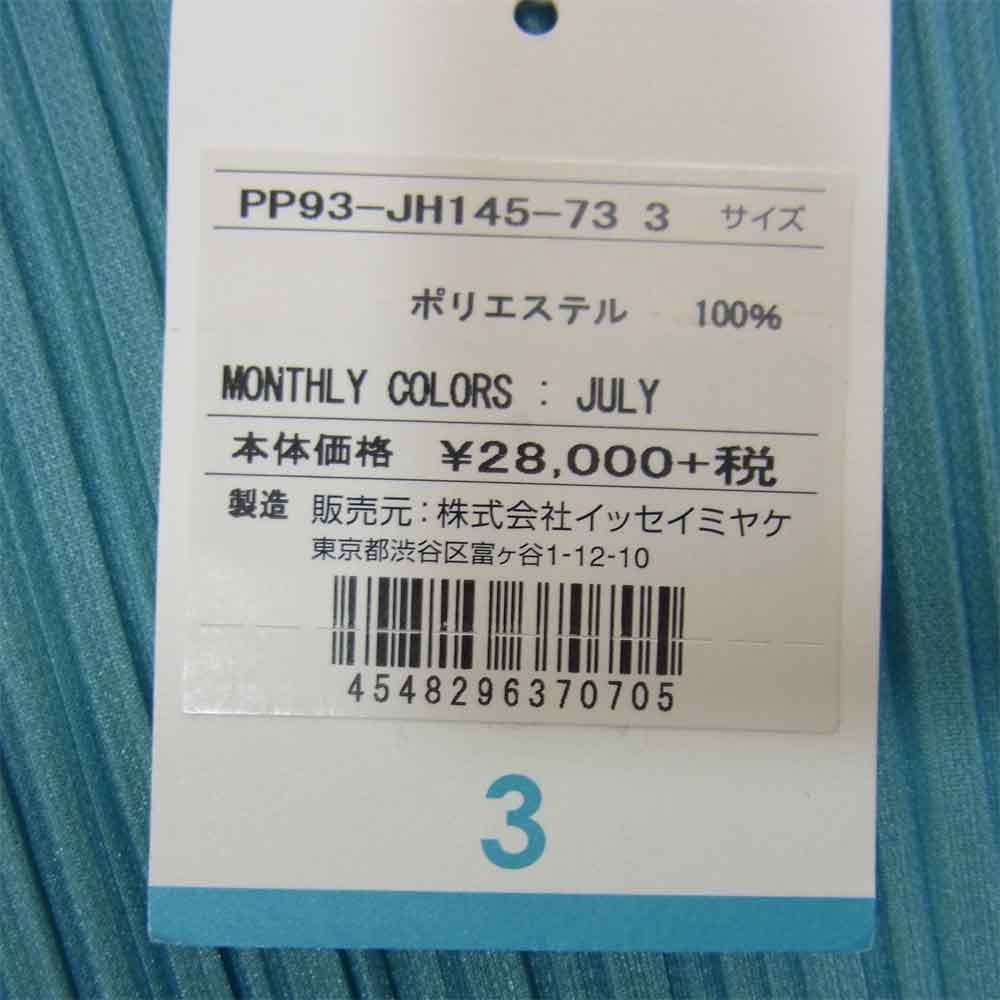 PP93-JH145-73 3 サイズ
ポリエステル 100%
MONTHLY COLORS : JULY
本体価格 ¥28,000+税
製造 販売元:株式会社イッセイミヤケ
東京都渋谷区富ヶ谷1-12-10
4548296370705
3